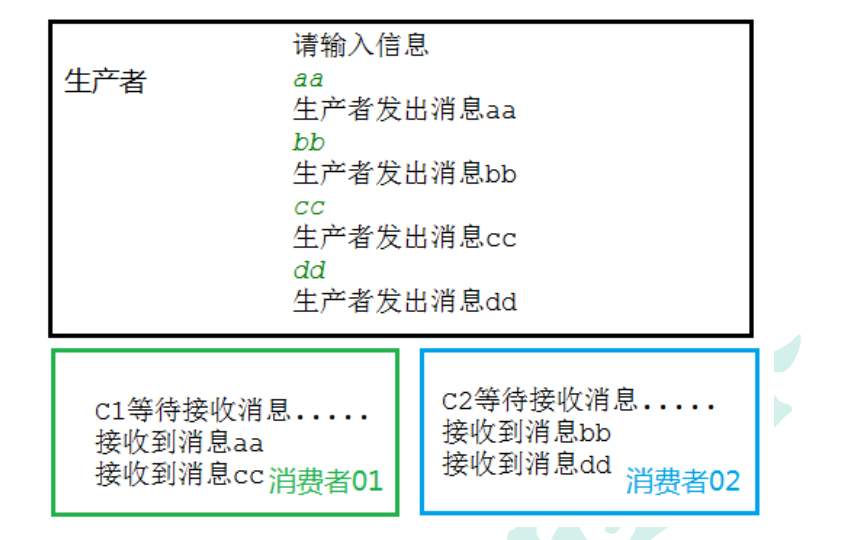 生产者
请输入信息
aa
生产者发出消息aa
bb
生产者发出消息bb
cc
生产者发出消息cc
dd
生产者发出消息dd
C1等待接收消息.....
接收到消息aa
接收到消息cc
消费者01
C2等待接收消息.....
接收到消息bb
接收到消息dd
消费者02